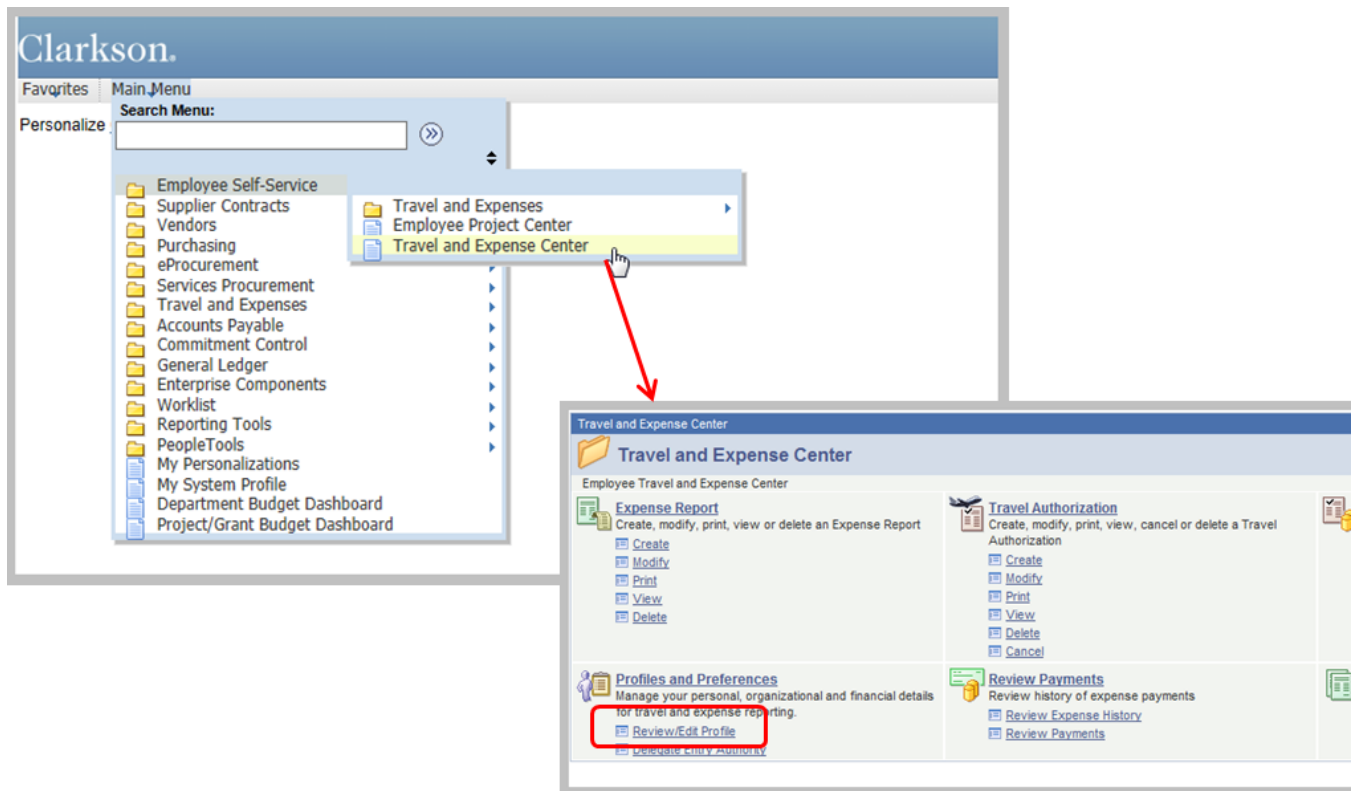 Clarkson.
Favorites Main Menu
Personalize
Search Menu:
Employee Self-Service
Supplier Contracts
Vendors
Purchasing
eProcurement
Services Procurement
Travel and Expenses
Accounts Payable
Commitment Control
General Ledger
Enterprise Components
Worklist
Reporting Tools
PeopleTools
My Personalizations
My System Profile
Department Budget Dashboard
Project/Grant Budget Dashboard
Travel and Expenses
Employee Project Center
Travel and Expense Center
Travel and Expense Center
Travel and Expense Center
Employee Travel and Expense Center
Expense Report
Create, modify, print, view or delete an Expense Report
Create
Modify
Print
View
Delete
Travel Authorization
Create, modify, print, view, cancel or delete a Travel
Authorization
Create
Modify
Print
View
Delete
Cancel
Profiles and Preferences
Manage your personal, organizational and financial details
for travel and expense reporting.
Review/Edit Profile
Delegate Entry Authority
Review Payments
Review history of expense payments
Review Expense History
Review Payments